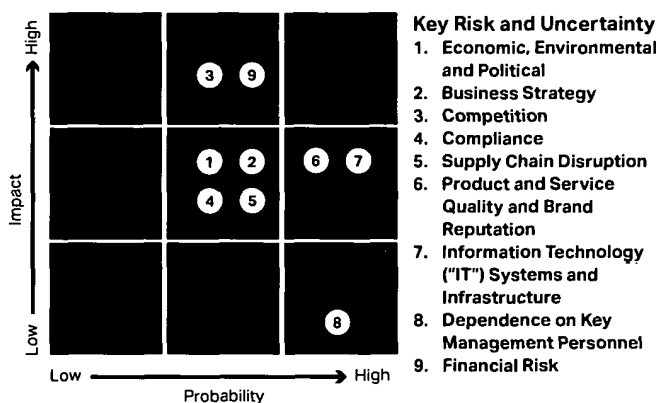 High
Impact
Low
3 9
1 2 6 7
4 5
8
Low High
Probability
Key Risk and Uncertainty
1. Economic, Environmental
and Political
2. Business Strategy
3. Competition
4. Compliance
5. Supply Chain Disruption
6. Product and Service
Quality and Brand
Reputation
7. Information Technology
("IT") Systems and
Infrastructure
8. Dependence on Key
Management Personnel
9. Financial Risk